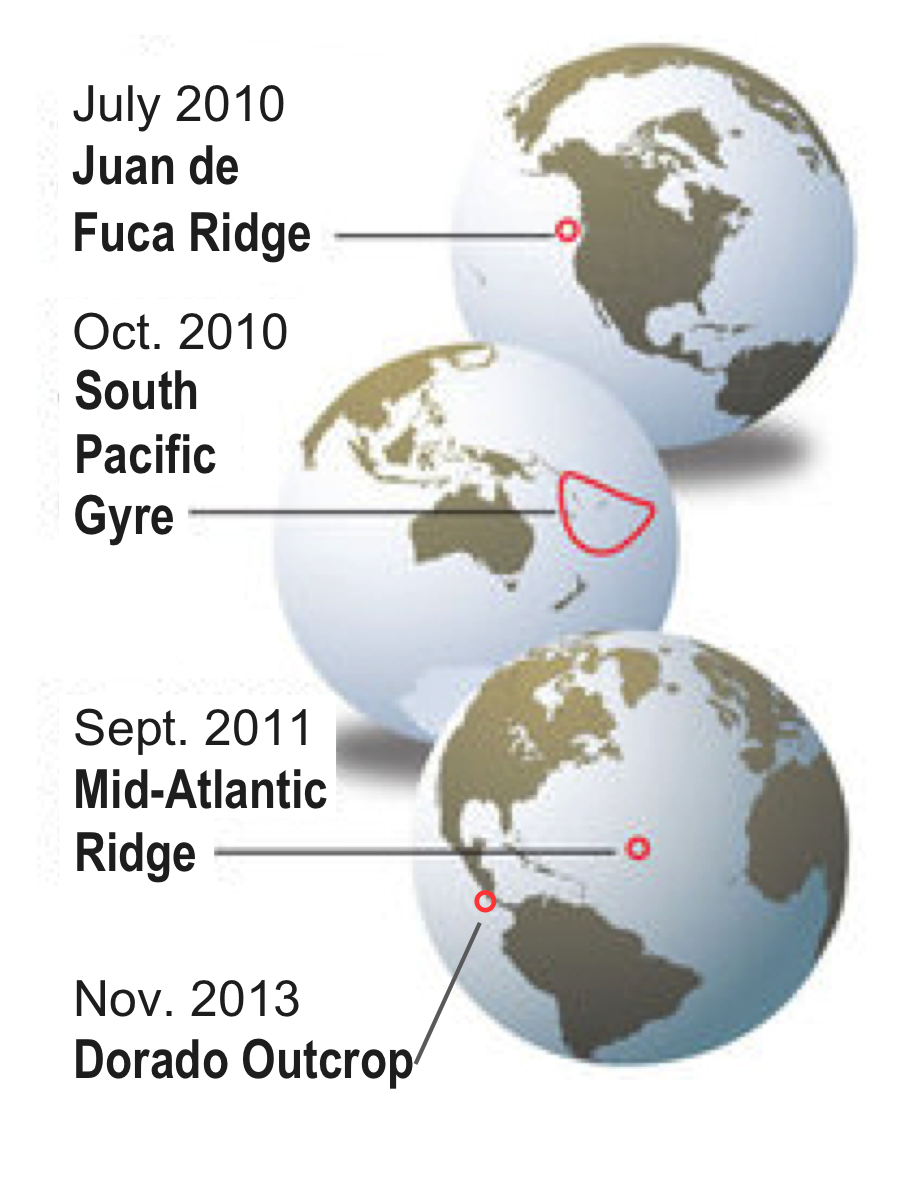 July 2010
Juan de
Fuca Ridge
Oct. 2010
South
Pacific
Gyre
Sept. 2011
Mid-Atlantic
Ridge
Nov. 2013
Dorado Outcrop